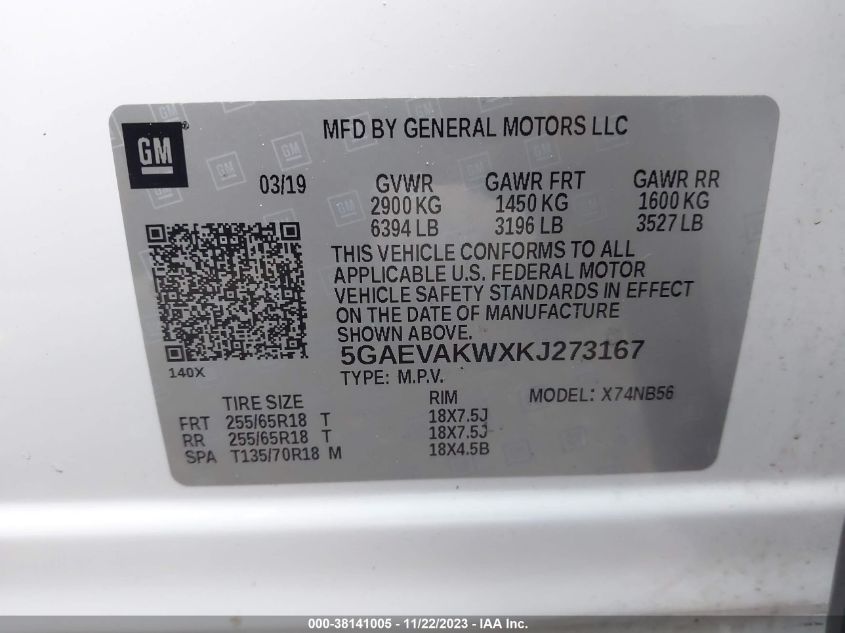 GM
MFD BY GENERAL MOTORS LLC
03/19 GVWR GAWR FRT GAWR RR
2900 KG 1450 KG 1600 KG
6394 LB 3196 LB 3527 LB
THIS VEHICLE CONFORMS TO ALL
APPLICABLE U.S. FEDERAL MOTOR
VEHICLE SAFETY STANDARDS IN EFFECT
ON THE DATE OF MANUFACTURE
SHOWN ABOVE.
5GAEVAKWXKJ273167
140X
TYPE: M.P.V. MODEL: X74NB56
TIRE SIZE RIM
FRT 255/65R18 T 18X7.5J
RR 255/65R18 T 18X7.5J
SPA T135/70R18 M 18X4.5B
000-38141005 - 11/22/2023 - IAA Inc.